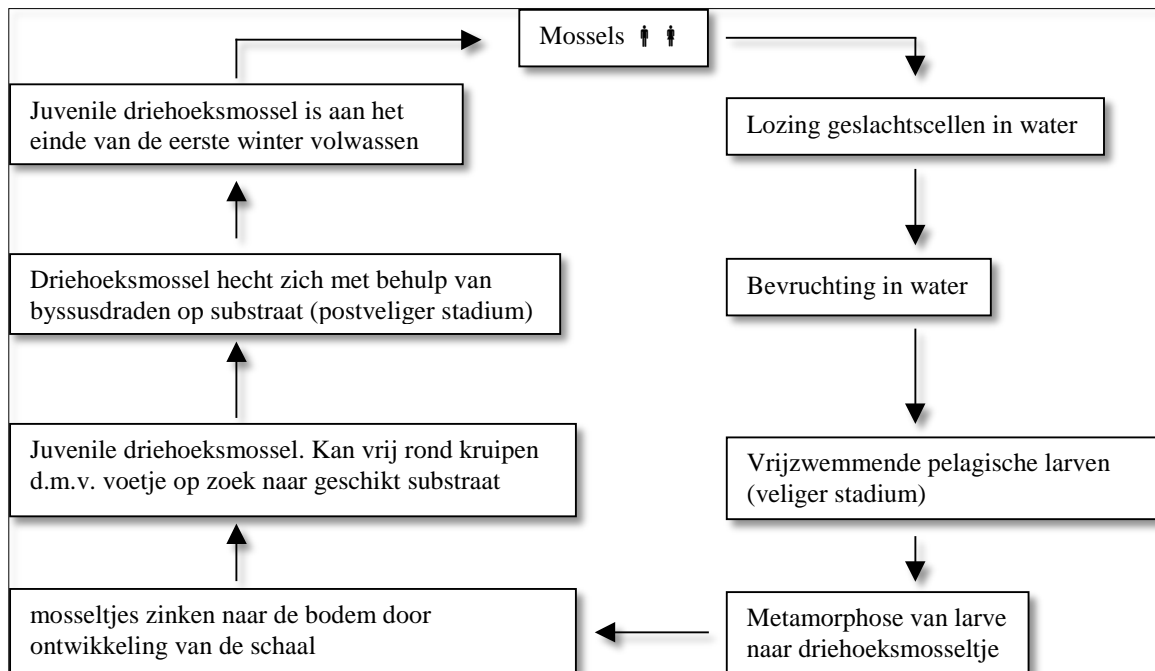 Mossels
Lozing geslachtscellen in water
Bevruchting in water
Vrijzwemmende pelagische larven
(veliger stadium)
Metamorphose van larve
naar driehoeksmosseltje
mosseltjes zinken naar de bodem door
ontwikkeling van de schaal
Juvenile driehoeksmossel. Kan vrij rond kruipen
d.m.v. voetje op zoek naar geschikt substraat
Driehoeksmossel hecht zich met behulp van
byssusdraden op substraat (postveliger stadium)
Juvenile driehoeksmossel is aan het
einde van de eerste winter volwassen